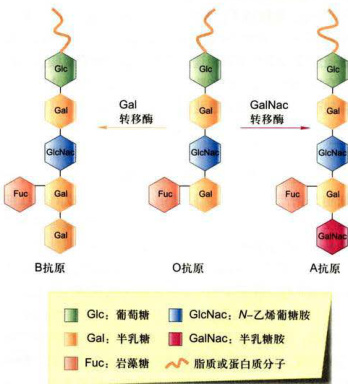 Glc
Glc
Glc
Gal
Gal
转移酶
Gal
GalNac
转移酶
Gal
GlcNac
GlcNac
GlcNac
Fuc
Gal
Fuc
Gal
Fuc
Gal
Gal
GalNac
B抗原
O抗原
A抗原
Glc：葡萄糖
GlcNac：N-乙烯葡糖胺
Gal：半乳糖
GalNac：半乳糖胺
Fuc：岩藻糖
脂质或蛋白质分子